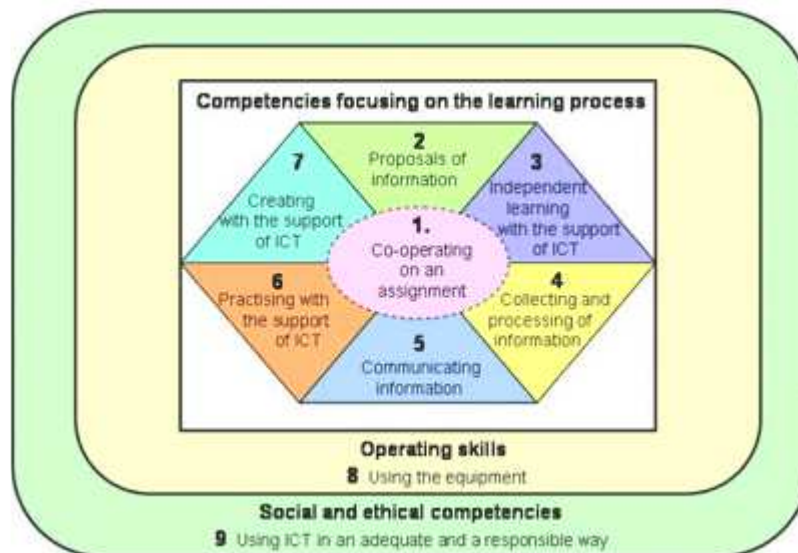 Competencies focusing on the learning process
2
Proposals of
information
7
Creating
with the support
of ICT
3
Independent
learning
with the support
of ICT
1.
Co-operating
on an
assignment
6
Practising with
the support
of ICT
4
Collecting and
processing of
information
5
Communicating
information
Operating skills
8 Using the equipment
Social and ethical competencies
9 Using ICT in an adequate and a responsible way